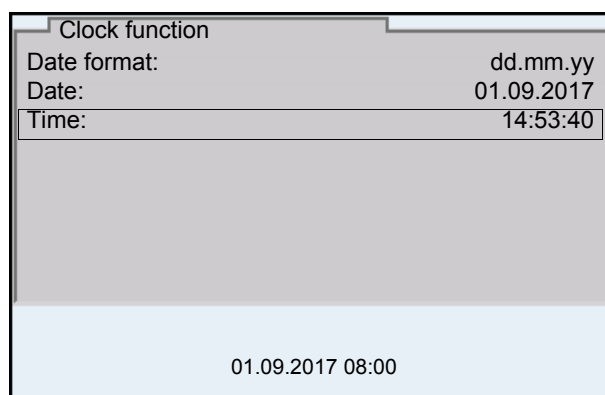 Clock function
Date format: dd.mm.yy
Date: 01.09.2017
Time: 14:53:40
01.09.2017 08:00